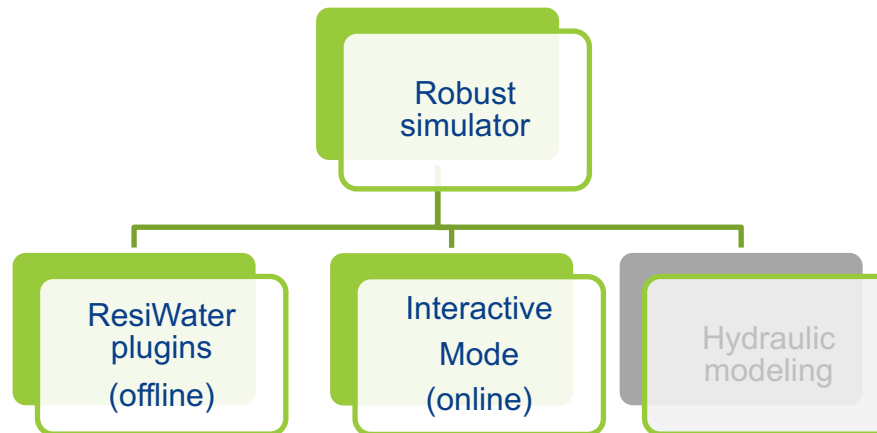 Robust
simulator
ResiWater
plugins
(offline)
Interactive
Mode
(online)
Hydraulic
modeling